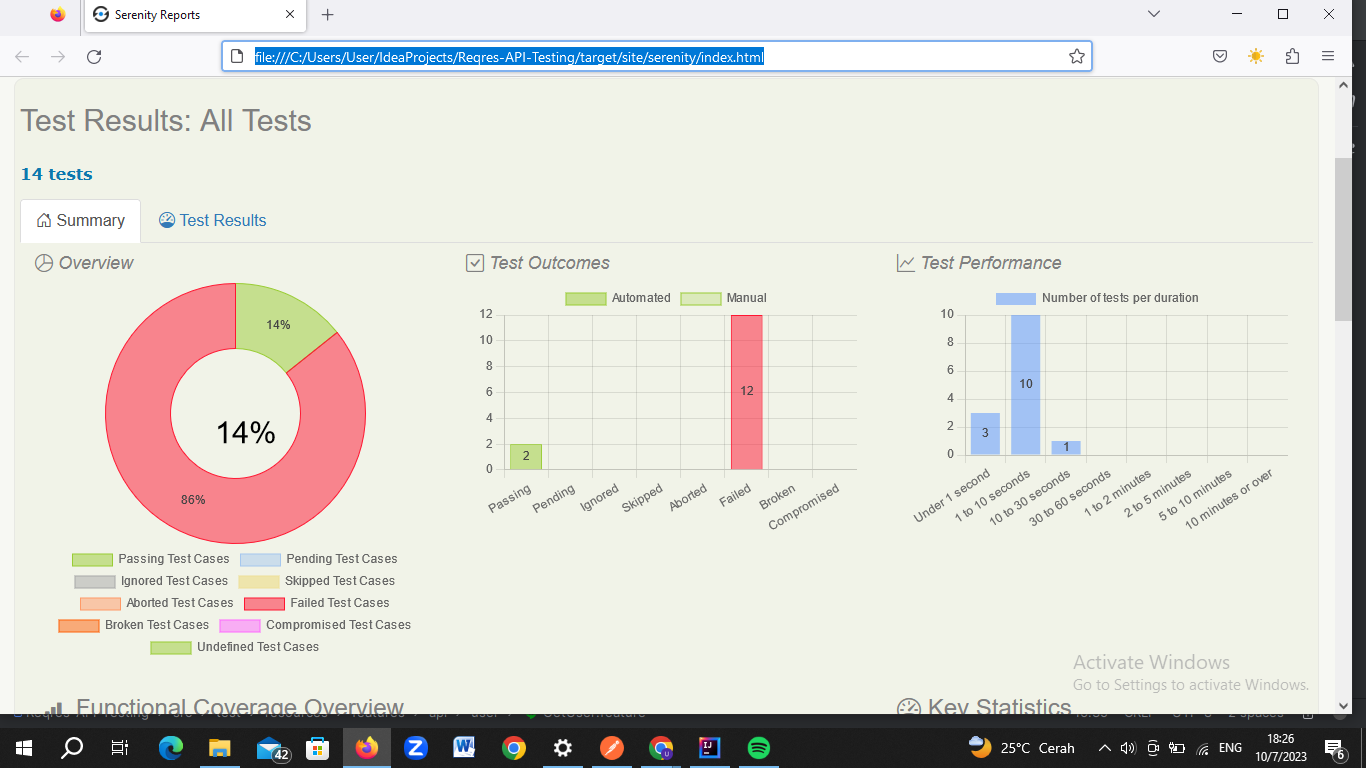 Serenity Reports
file:///C:/Users/User/IdeaProjects/Reqres-API-Testing/target/site/serenity/index.html
Test Results: All Tests
14 tests
Summary
Test Results
Overview
14%
14%
86%
Passing Test Cases
Pending Test Cases
Ignored Test Cases
Skipped Test Cases
Aborted Test Cases
Failed Test Cases
Broken Test Cases
Compromised Test Cases
Undefined Test Cases
Test Outcomes
Automated
Manual
12
10
8
6
4
2
0
2
12
Passing
Pending
Ignored
Skipped
Aborted
Failed
Broken
Compromised
Test Performance
Number of tests per duration
10
8
6
4
2
0
3
10
1
Under 1 second
1 to 10 seconds
10 to 30 seconds
30 to 60 seconds
1 to 2 minutes
2 to 5 minutes
5 to 10 minutes
10 minutes or over
Activate Windows
Go to Settings to activate Windows.
Functional Coverage Overview
Key Statistics
42
25°C Cerah
ENG
18:26
10/7/2023
6